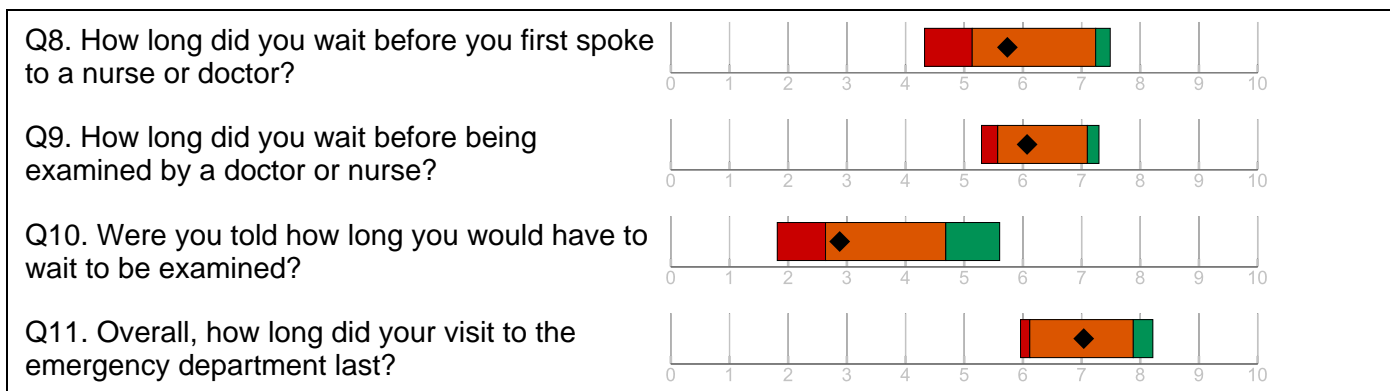 Q8. How long did you wait before you first spoke
to a nurse or doctor?
0 1 2 3 4 5 6 7 8 9 10
Q9. How long did you wait before being
examined by a doctor or nurse?
0 1 2 3 4 5 6 7 8 9 10
Q10. Were you told how long you would have to
wait to be examined?
0 1 2 3 4 5 6 7 8 9 10
Q11. Overall, how long did your visit to the
emergency department last?
0 1 2 3 4 5 6 7 8 9 10